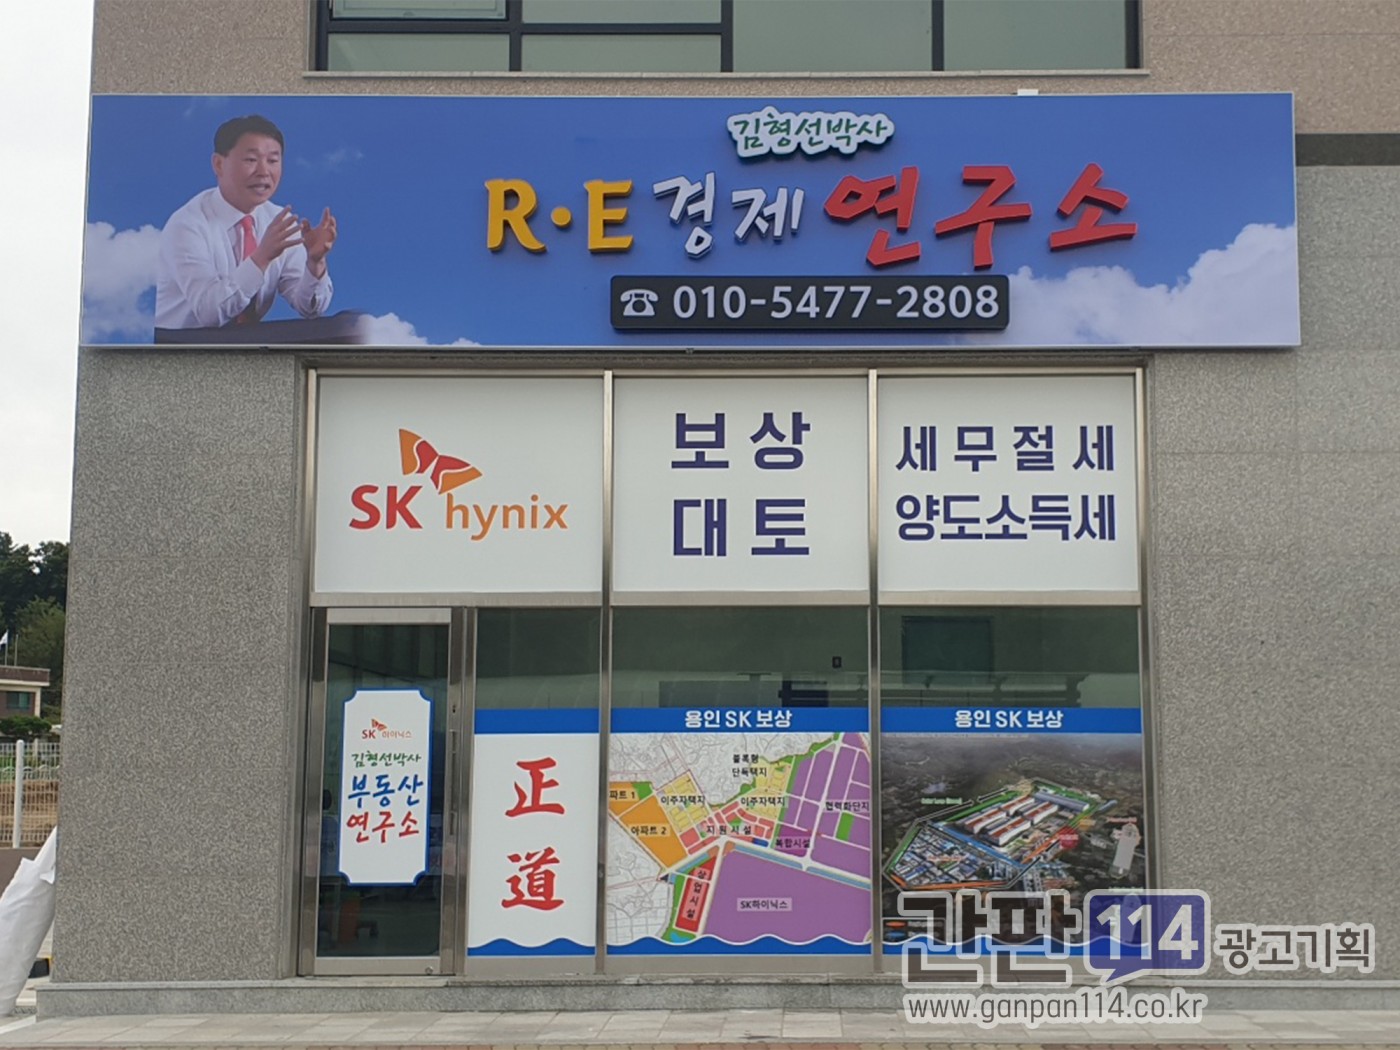 김형선박사
R·E 경제 연구소
☎ 010-5477-2808
SK hynix
보상
대토
세무절세
양도소득세
SK 하이닉스
김형선박사
부동산
연구소
正
道
용인 SK 보상
블록형
단독택지
파트 1
이주자택지
이주자택지
협력화단지
아파트 2
지원시설
복합시설
상업시설
SK하이닉스
용인 SK 보상
간판 114 광고기획
www.ganpan114.co.kr